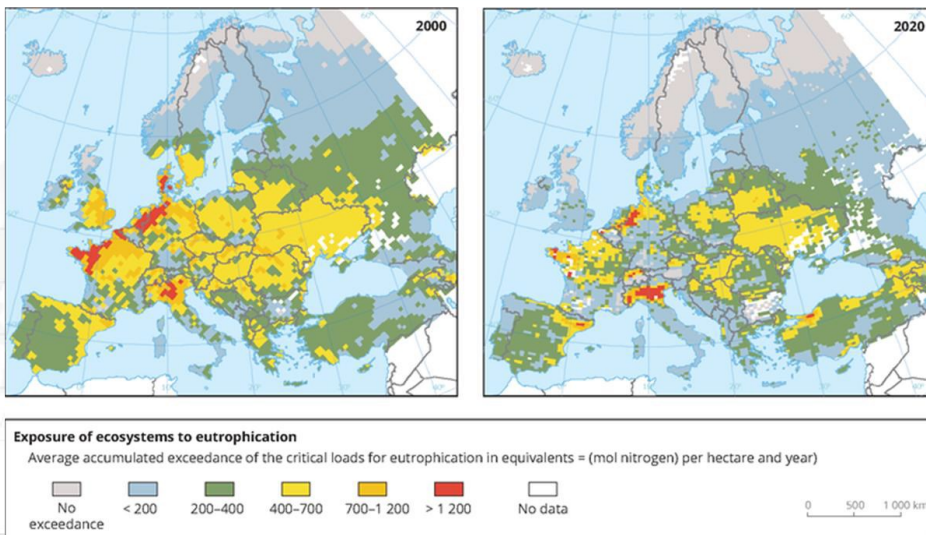 2000
2020
Exposure of ecosystems to eutrophication
Average accumulated exceedance of the critical loads for eutrophication in equivalents = (mol nitrogen) per hectare and year)
No exceedance
< 200
200–400
400–700
700–1 200
> 1 200
No data
0 500 1 000 km